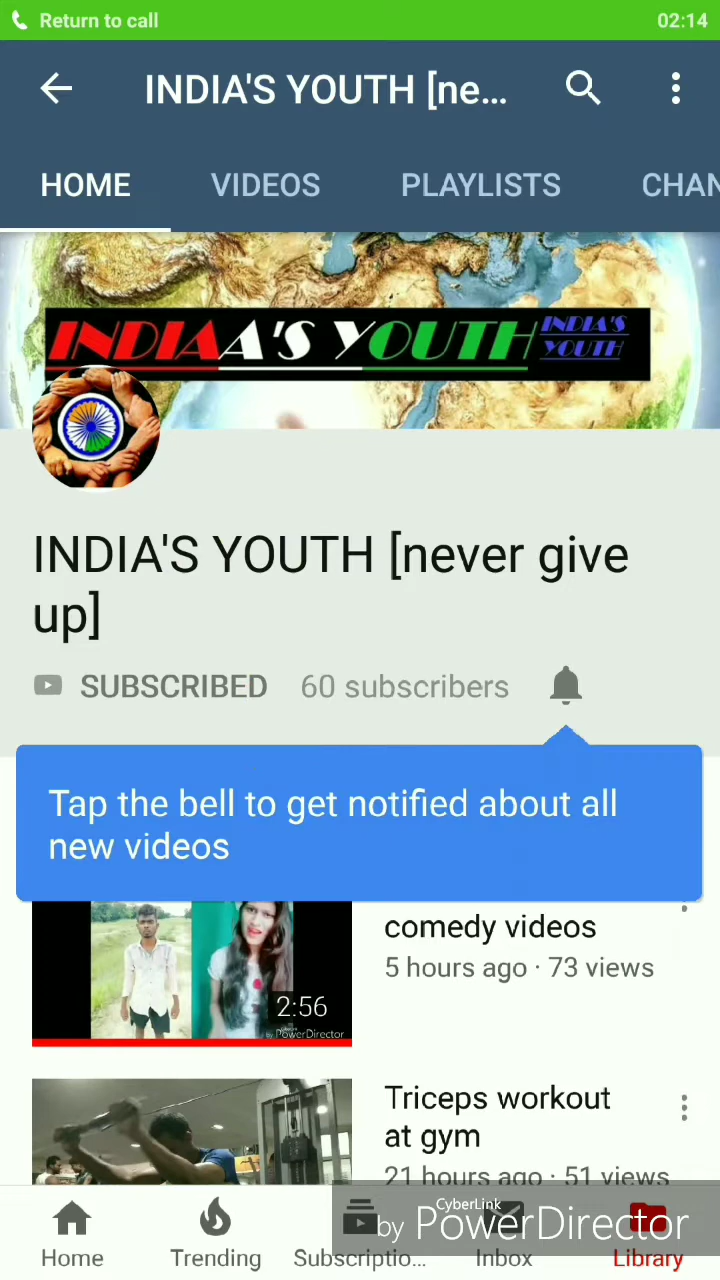 Return to call 02:14
INDIA'S YOUTH [ne...
HOME VIDEOS PLAYLISTS CHAN
INDIAA'S YOUTH INDIA'S
YOUTH
INDIA'S YOUTH [never give
up]
SUBSCRIBED 60 subscribers
Tap the bell to get notified about all
new videos
comedy videos
5 hours ago · 73 views
2:56
by PowerDirector
Triceps workout
at gym
21 hours ago · 51 views
CyberLink
by PowerDirector
Home Trending Subscriptio... Inbox Library